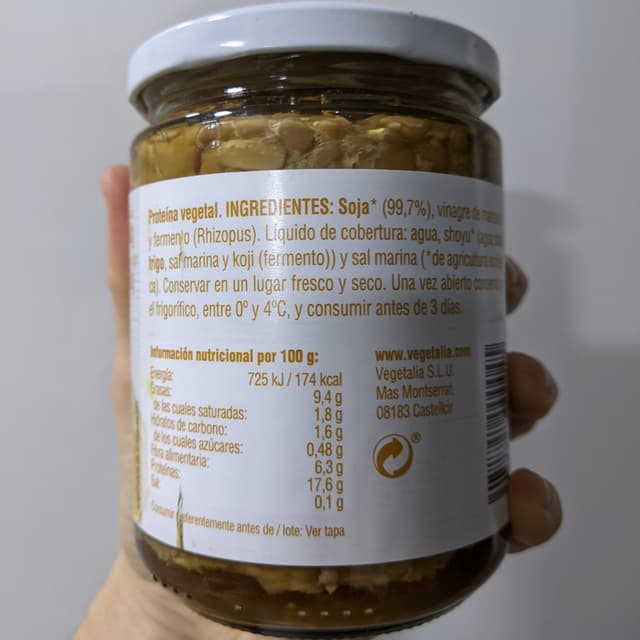 Proteína vegetal. INGREDIENTES: Soja* (99,7%), vinagre de
y fermento (Rhizopus). Líquido de cobertura: agua, shoyu*
trigo, sal marina y koji (fermento)) y sal marina (*de agricultura
ca). Conservar en un lugar fresco y seco. Una vez abierto
el frigorífico, entre 0º y 4ºC, y consumir antes de 3 días.
Información nutricional por 100 g:
Energía: 725 kJ / 174 kcal
Grasas: 9,4 g
de las cuales saturadas: 1,8 g
hidratos de carbono: 1,6 g
de los cuales azúcares: 0,48 g
Fibra alimentaria: 6,3 g
Proteínas: 17,6 g
Sal: 0,1 g
Consumir antes de / lote: Ver tapa
www.vegetalia.com
Vegetalia S.L.U.
Mas Montserrat.
08183 Castellcir
®